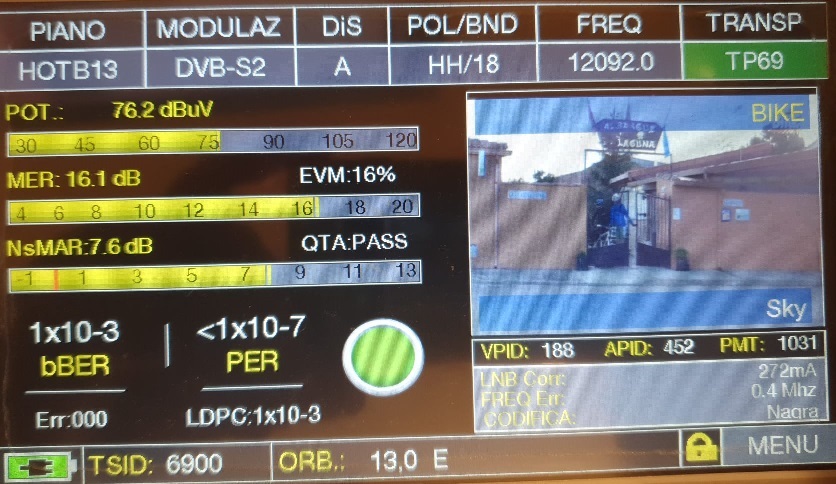 PIANO MODULAZ DiS POL/BND FREQ TRANSP
HOTB13 DVB-S2 A HH/18 12092.0 TP69
POT.: 76.2 dBuV
30 45 60 75 90 105 120
MER: 16.1 dB EVM:16%
4 6 8 10 12 14 16 18 20
NsMAR:7.6 dB QTA:PASS
-1 1 3 5 7 9 11 13
1x10-3 <1x10-7
bBER PER
Err:000 LDPC:1x10-3
BIKE
LAGUNA
Sky
VPID: 188 APID: 452 PMT: 1031
LNB Corr: 272mA
FREQ Err: 0.4 Mhz
CODIFICA: Nagra
TSID: 6900 ORB.: 13,0 E MENU